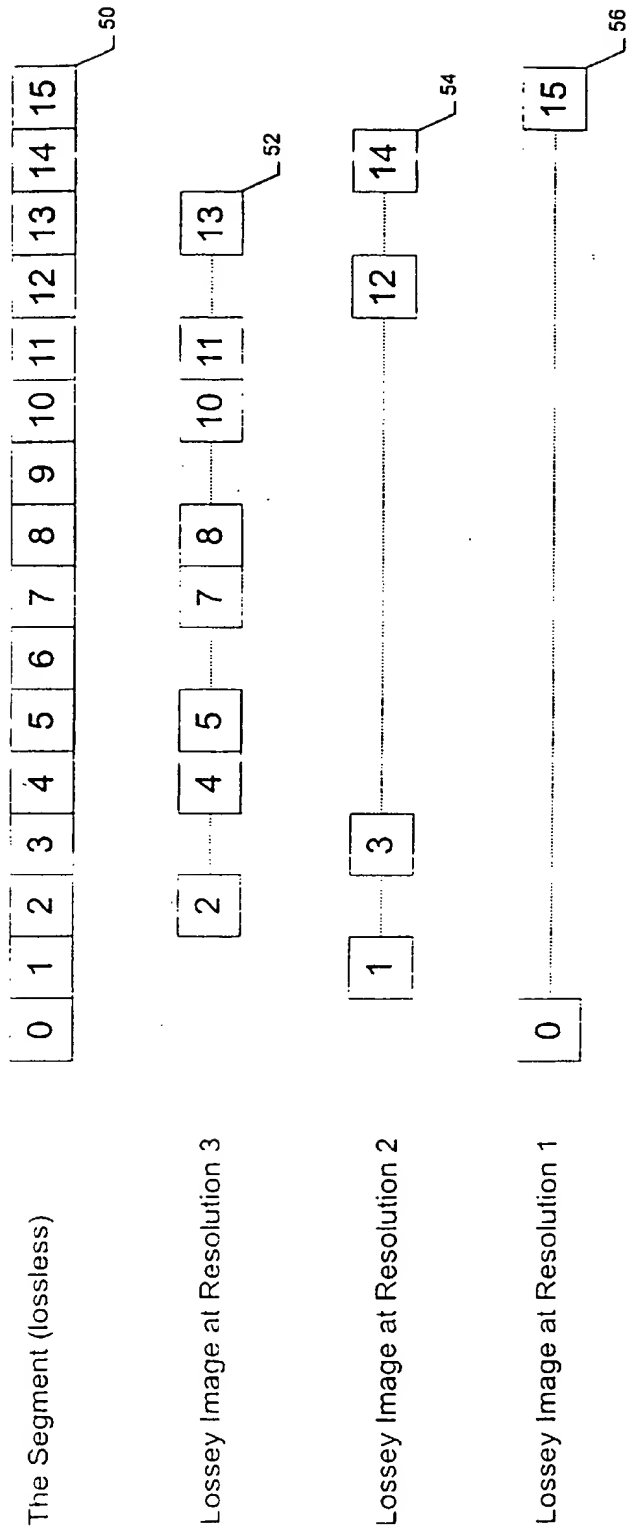 The Segment (lossless) 0 1 2 3 4 5 6 7 8 9 10 11 12 13 14 15
50
Lossey Image at Resolution 3 2 4 5 7 8 10 11 13
52
Lossey Image at Resolution 2 1 3 12 14
54
Lossey Image at Resolution 1 0 15
56